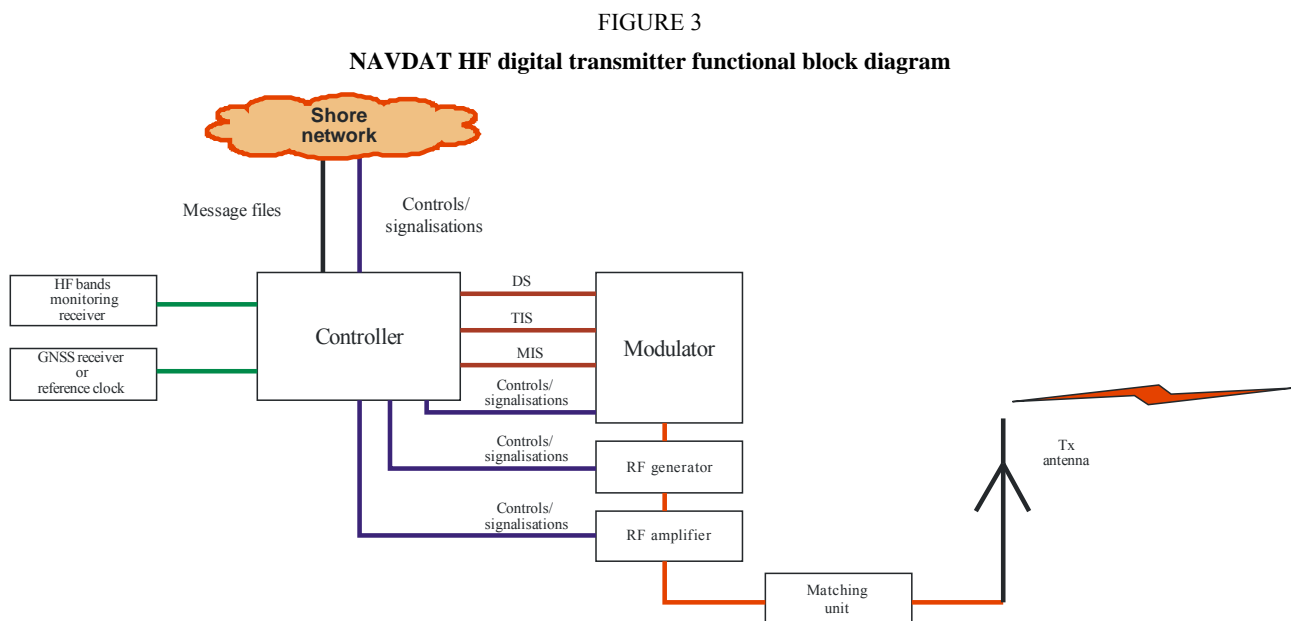 FIGURE 3
NAVDAT HF digital transmitter functional block diagram
Shore
network
Message files
Controls/
signalisations
HF bands
monitoring
receiver
GNSS receiver
or
reference clock
Controller
DS
TIS
MIS
Controls/
signalisations
Modulator
Controls/
signalisations
RF generator
Controls/
signalisations
RF amplifier
Matching
unit
Tx
antenna